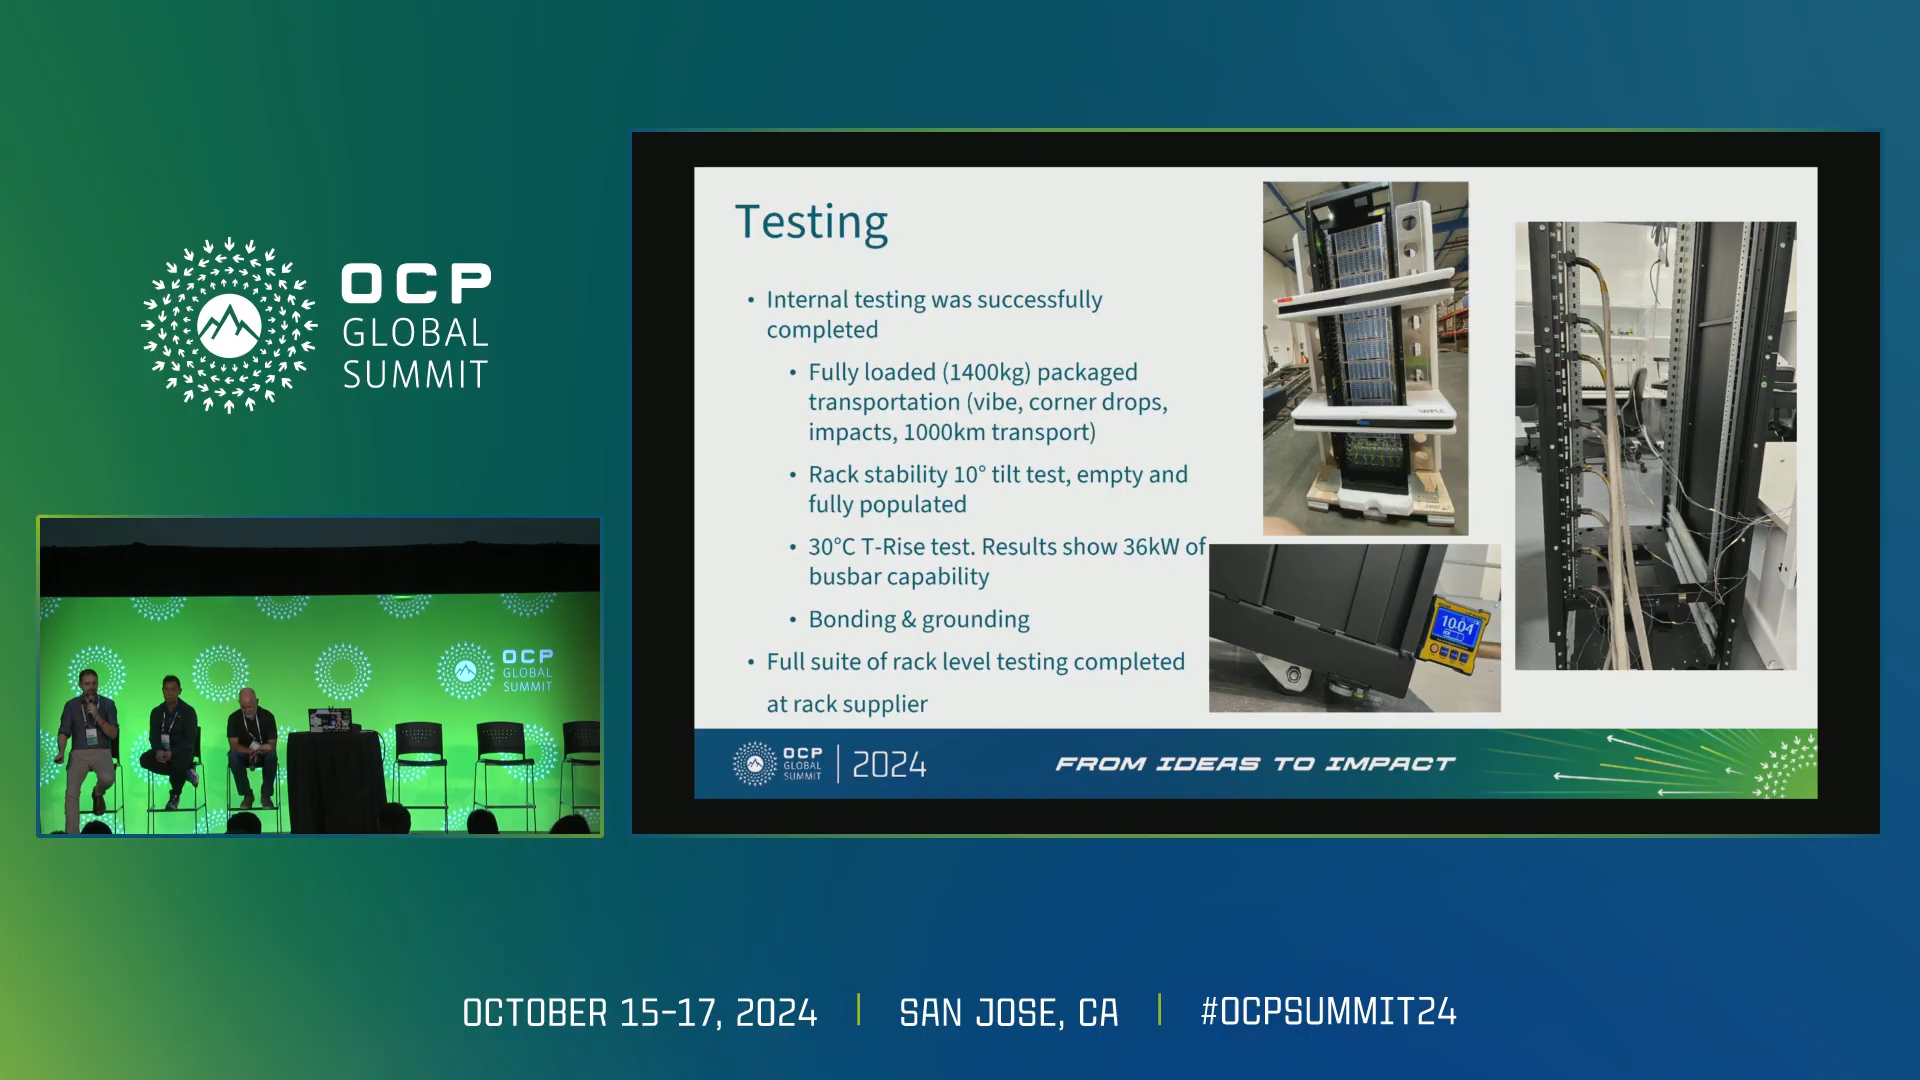 OCP
GLOBAL
SUMMIT
OCP
GLOBAL
SUMMIT
Testing
• Internal testing was successfully
completed
• Fully loaded (1400kg) packaged
transportation (vibe, corner drops,
impacts, 1000km transport)
• Rack stability 10° tilt test, empty and
fully populated
• 30°C T-Rise test. Results show 36kW of
busbar capability
• Bonding & grounding
• Full suite of rack level testing completed
at rack supplier
10.04
OCP
GLOBAL
SUMMIT
2024
FROM IDEAS TO IMPACT
OCTOBER 15-17, 2024
SAN JOSE, CA
#OCPSUMMIT24